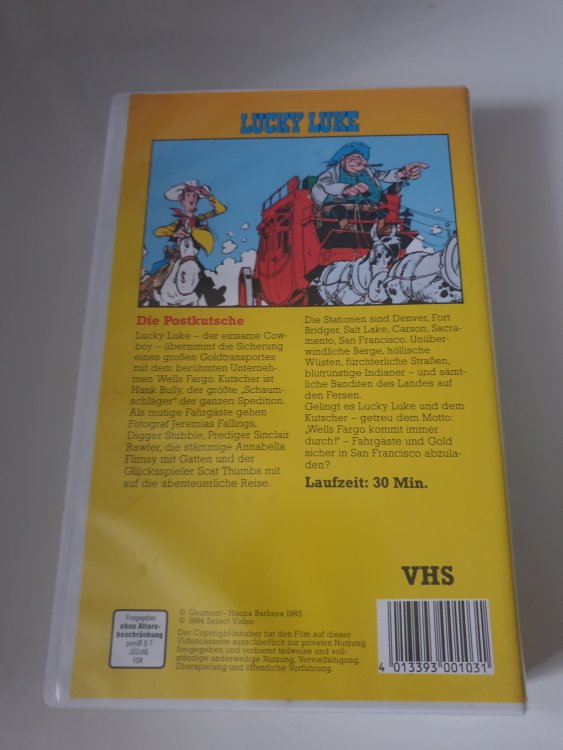 LUCKY LUKE
Die Postkutsche
Lucky Luke – der einsame Cow-
boy – übernimmt die Sicherung
eines großen Goldtransportes
mit dem berühmten Unterneh-
men Wells Fargo. Kutscher ist
Hank Bully, der größte „Schaum-
schläger" der ganzen Spedition.
Als mutige Fahrgäste gehen
Fotograf Jeremias Fallings,
Digger Stubble, Prediger Sinclair
Rawler, die stämmige Annabella
Flimsy mit Gatten und der
Glücksspieler Scat Thumbs mit
auf die abenteuerliche Reise.
Die Stationen sind Denver, Fort
Bridger, Salt Lake, Carson, Sacra-
mento, San Francisco. Unüber-
windliche Berge, höllische
Wüsten, fürchterliche Straßen,
blutrünstige Indianer – und sämt-
liche Banditen des Landes auf
den Fersen.
Gelingt es Lucky Luke und dem
Kutscher – getreu dem Motto:
„Wells Fargo kommt immer
durch!" – Fahrgäste und Gold
sicher in San Francisco abzula-
den?
Laufzeit: 30 Min.
VHS
Freigegeben
ohne Alters-
beschränkung
gemäß § 7
JÖSchG
FSK
© Gaumont - Hanna Barbera 1983
© 1984 Select Video
Der Copyright-Inhaber hat den Film auf dieser
Videocassette ausschließlich zur privaten Nutzung
freigegeben und verbietet teilweise und voll-
ständige anderweitige Nutzung, Vervielfältigung,
Überspielung und öffentliche Vorführung.
4 013393 001031